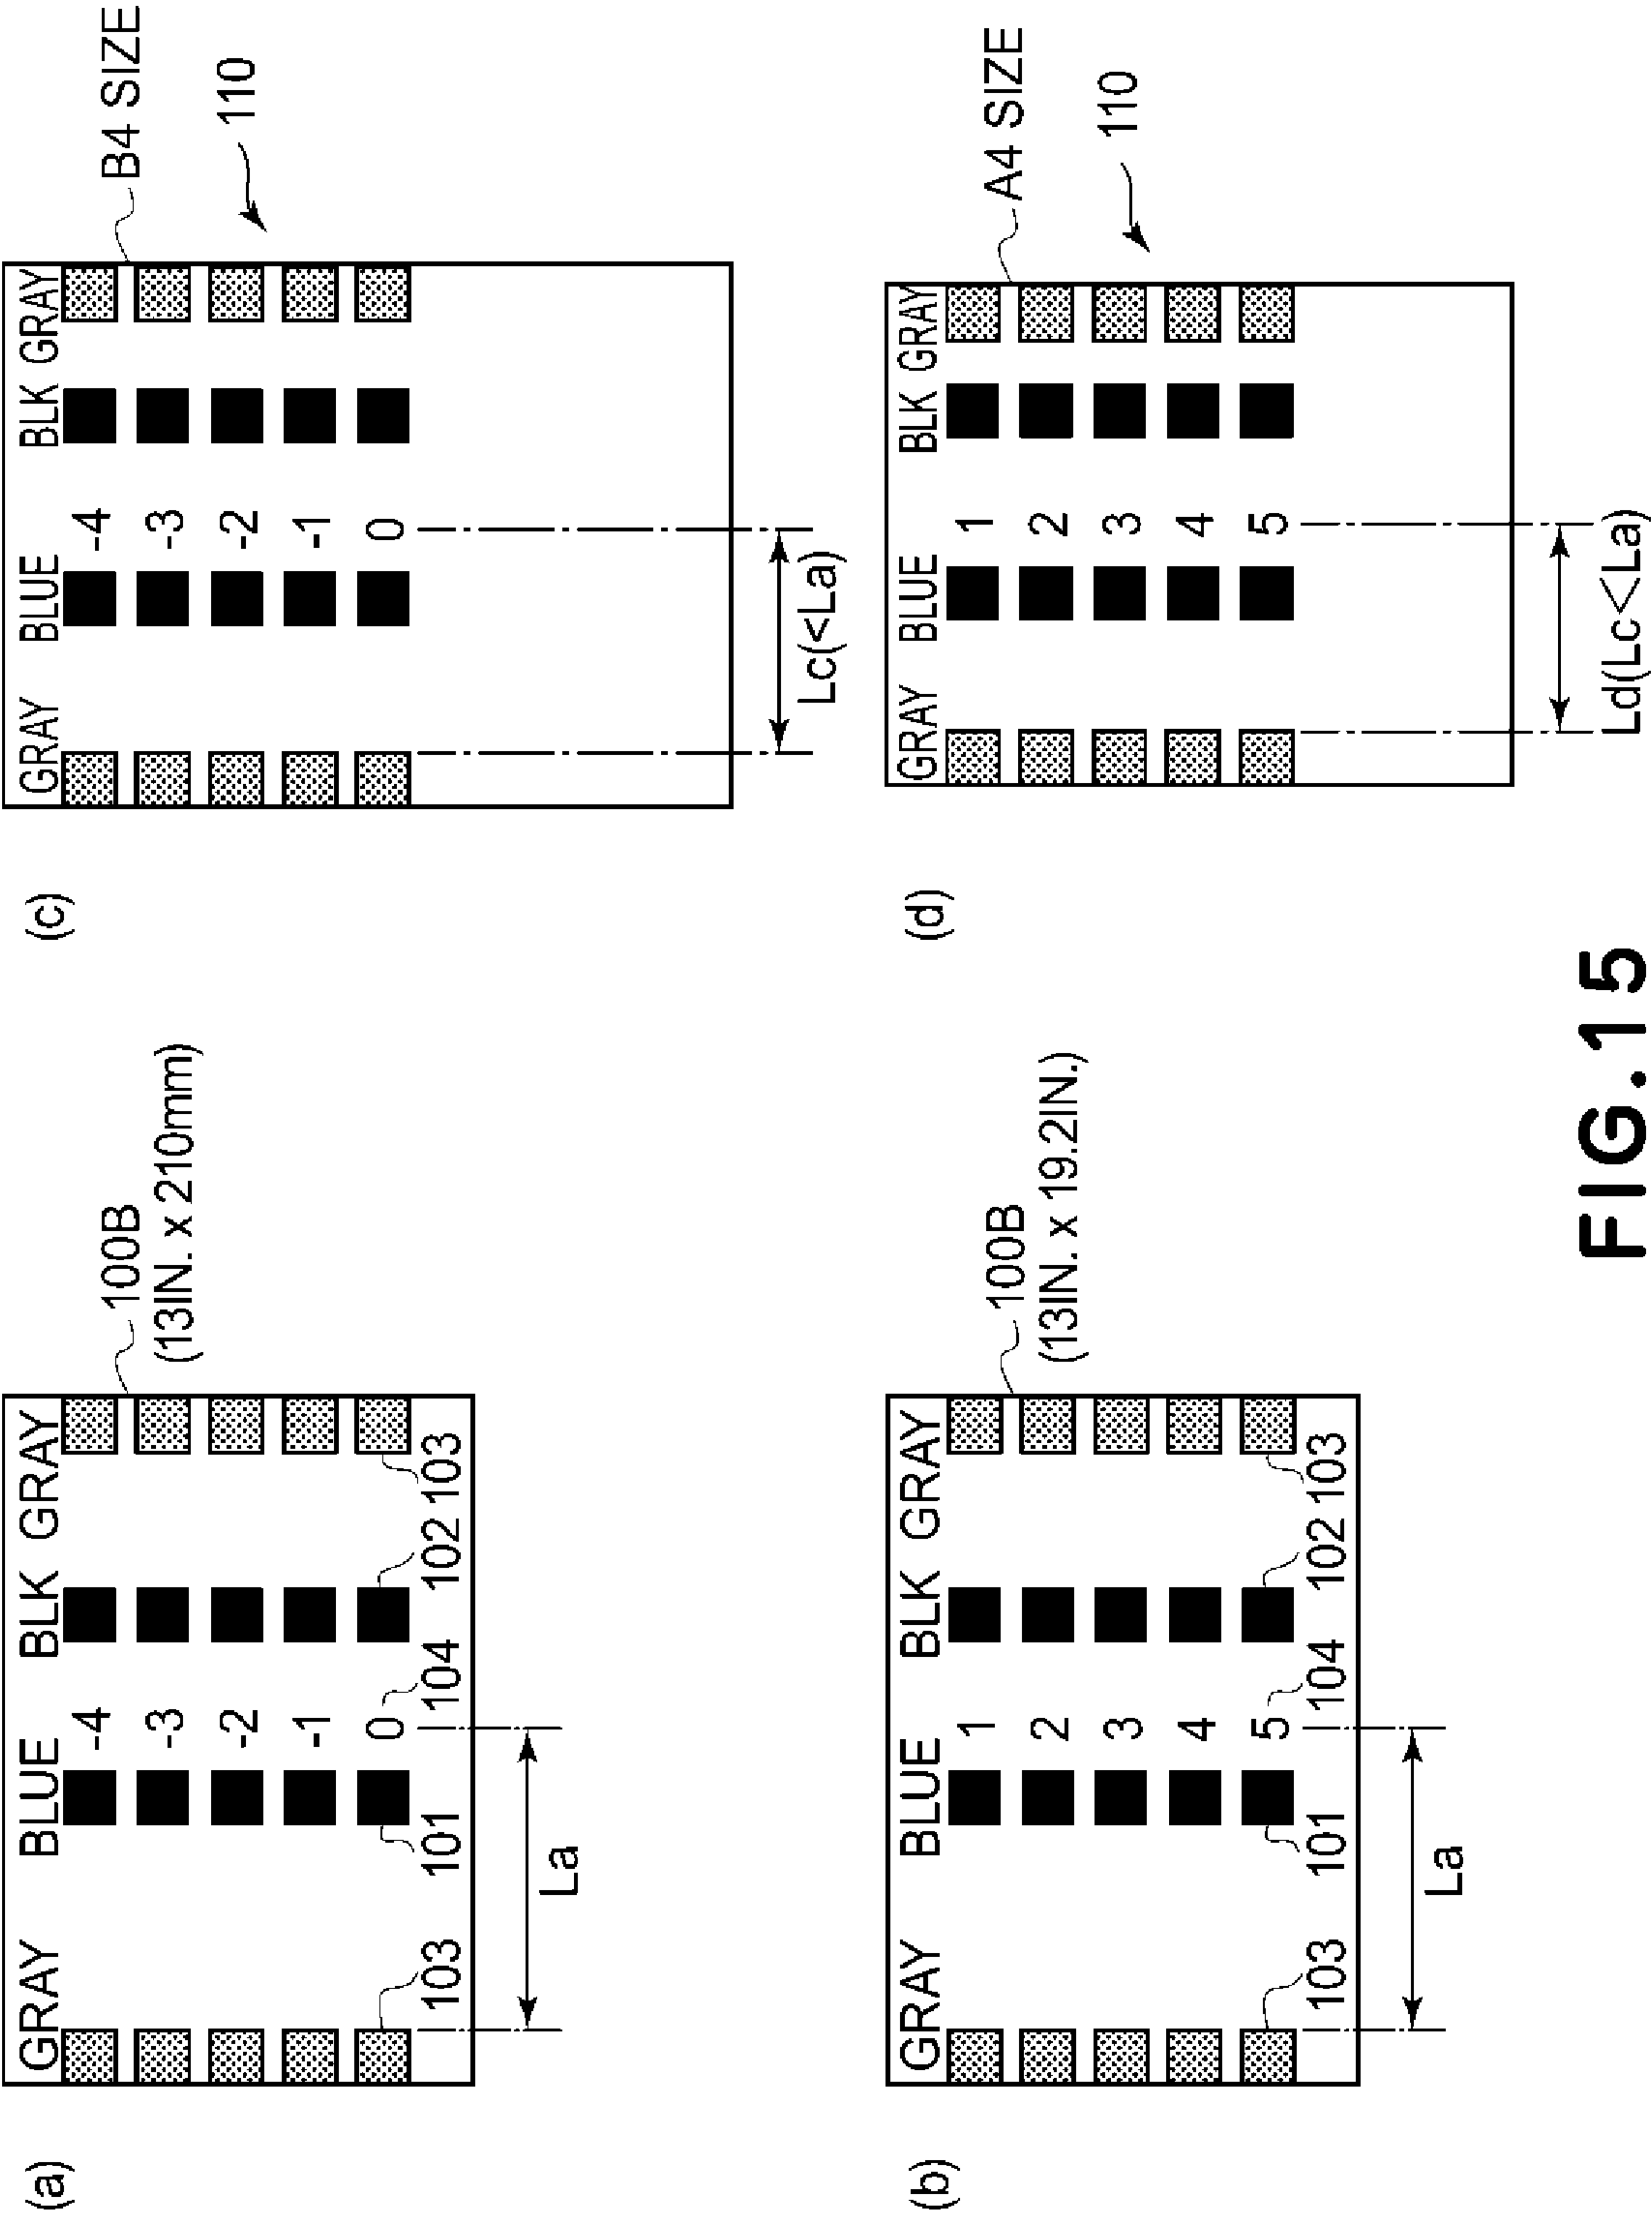 (a)
GRAY BLUE BLK GRAY
-4
-3
-2
-1
0
103 101 104 102 103
La
100B
(13IN. x 210mm)
(b)
GRAY BLUE BLK GRAY
1
2
3
4
5
103 101 104 102 103
La
100B
(13IN. x 19.2IN.)
(c)
GRAY BLUE BLK GRAY
-4
-3
-2
-1
0
Lc(<La)
B4 SIZE
110
(d)
GRAY BLUE BLK GRAY
1
2
3
4
5
Ld(Lc<La)
A4 SIZE
110
FIG.15